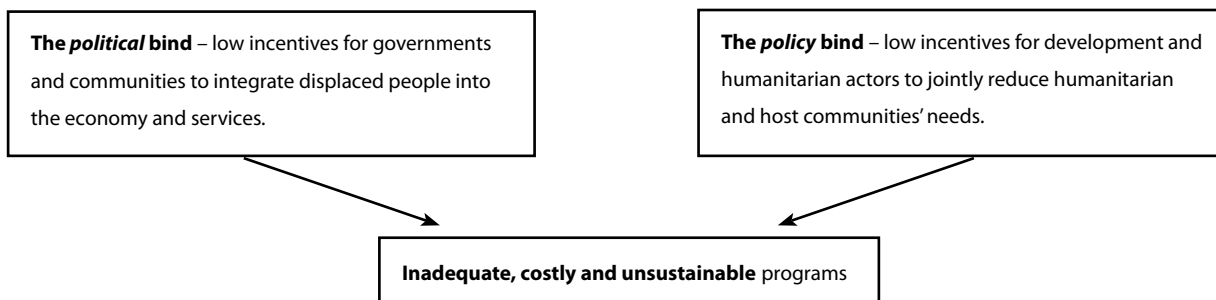 The political bind – low incentives for governments
and communities to integrate displaced people into
the economy and services.
The policy bind – low incentives for development and
humanitarian actors to jointly reduce humanitarian
and host communities' needs.
Inadequate, costly and unsustainable programs